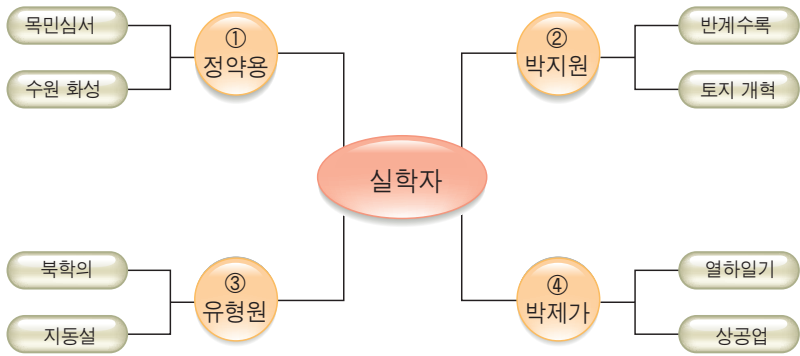 목민심서
수원 화성
①
정약용
②
박지원
반계수록
토지 개혁
실학자
북학의
지동설
③
유형원
④
박제가
열하일기
상공업